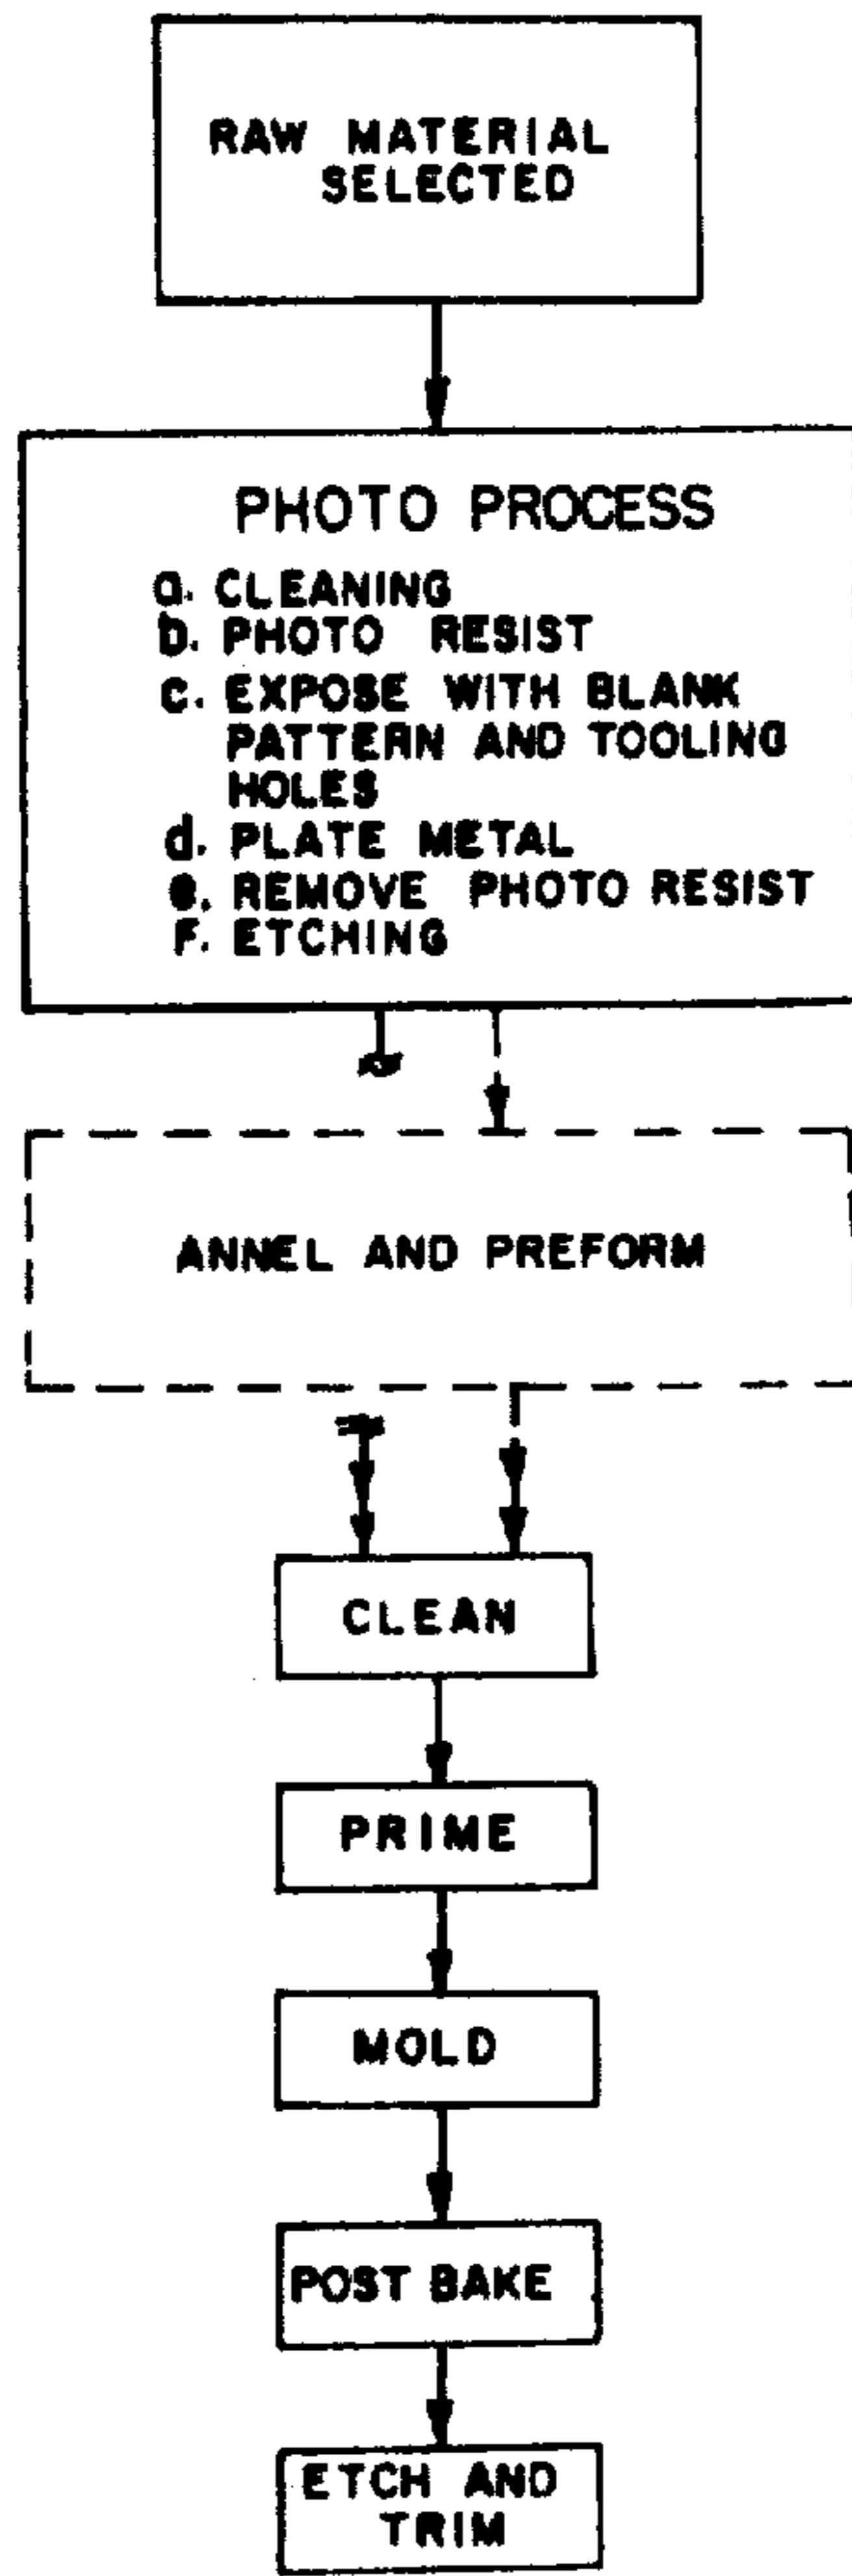 RAW MATERIAL
SELECTED
PHOTO PROCESS
a. CLEANING
b. PHOTO RESIST
c. EXPOSE WITH BLANK
PATTERN AND TOOLING
HOLES
d. PLATE METAL
e. REMOVE PHOTO RESIST
F. ETCHING
ANNEL AND PREFORM
CLEAN
PRIME
MOLD
POST BAKE
ETCH AND
TRIM